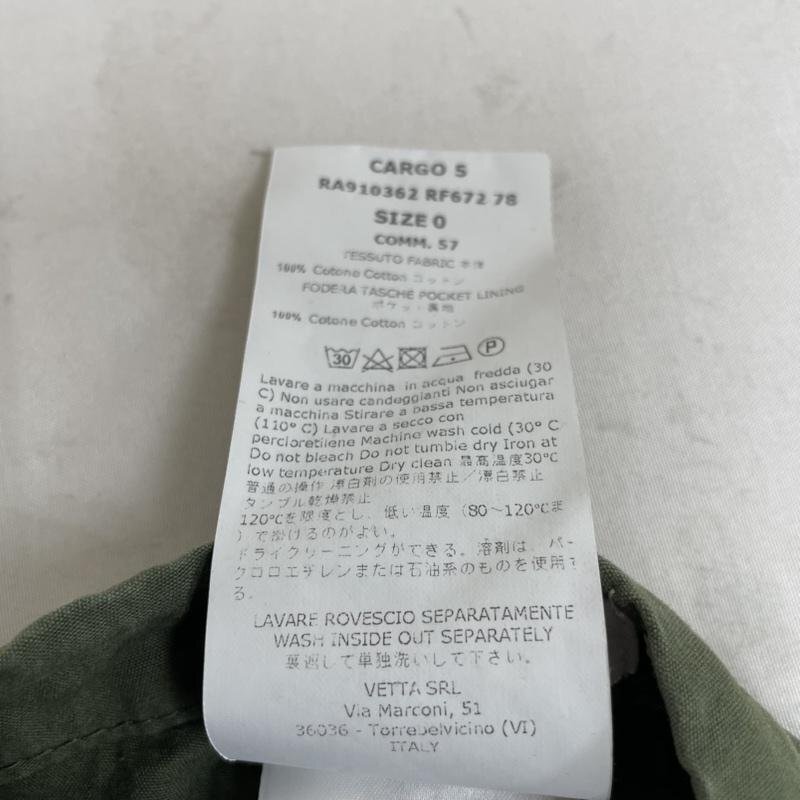 CARGO S
RA910362 RF672 78
SIZE 0
COMM. 57
TESSUTO FABRIC 本体
100% Cotone Cotton コットン
FODERA TASCHE POCKET LINING
ポケット裏地
100% Cotone Cotton コットン
30 P
Lavare a macchina in acqua fredda (30
C) Non usare candeggianti Non asciugar
a macchina Stirare a bassa temperatura
(110° C) Lavare a secco con
percloretilene Machine wash cold (30° C
Do not bleach Do not tumble dry Iron at
low temperature Dry clean 最高温度30℃
普通の操作 漂白剤の使用禁止／漂白禁止
タンブル乾燥禁止
120℃を限度とし、低い温度（80～120℃ま
）で掛けるのがよい。
ドライクリーニングができる。溶剤は、パー
クロロエチレンまたは石油系のものを使用す
る。
LAVARE ROVESCIO SEPARATAMENTE
WASH INSIDE OUT SEPARATELY
裏返して単独洗いして下さい。
VETTA SRL
Via Marconi, 51
36036 - Torrebelvicino (VI)
ITALY